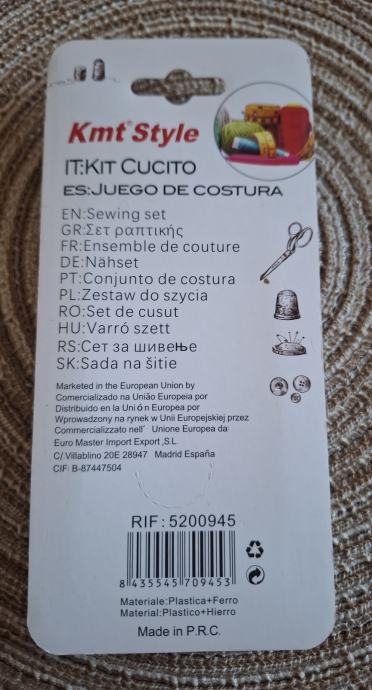 Kmt® Style
IT:KIT CUCITO
ES:JUEGO DE COSTURA
EN:Sewing set
GR:Σετ ραπτικής
FR:Ensemble de couture
DE:Nähset
PT:Conjunto de costura
PL:Zestaw do szycia
RO:Set de cusut
HU:Varró szett
RS:Сет за шивење
SK:Sada na šitie
Marketed in the European Union by
Comercializado na União Europeia por
Distribuido en la Unión Europea por
Wprowadzony na rynek w Unii Europejskiej przez
Commercializzato nell' Unione Europea da:
Euro Master Import Export ,S.L.
C/.Villablino 20E 28947 Madrid España
CIF: B-87447504
RIF: 5200945
8 435545 709453
Materiale:Plastica+Ferro
Material:Plastico+Hierro
Made in P.R.C.